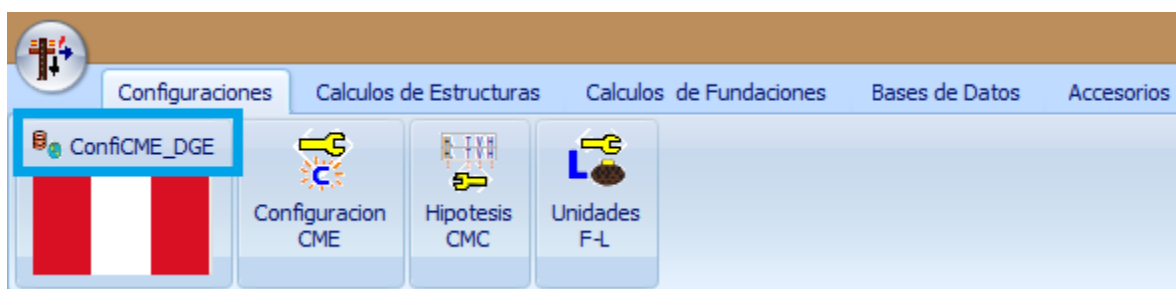 Configuraciones
Calculos de Estructuras
Calculos de Fundaciones
Bases de Datos
Accesorios
ConfiCME_DGE
Configuracion
CME
Hipotesis
CMC
Unidades
F-L